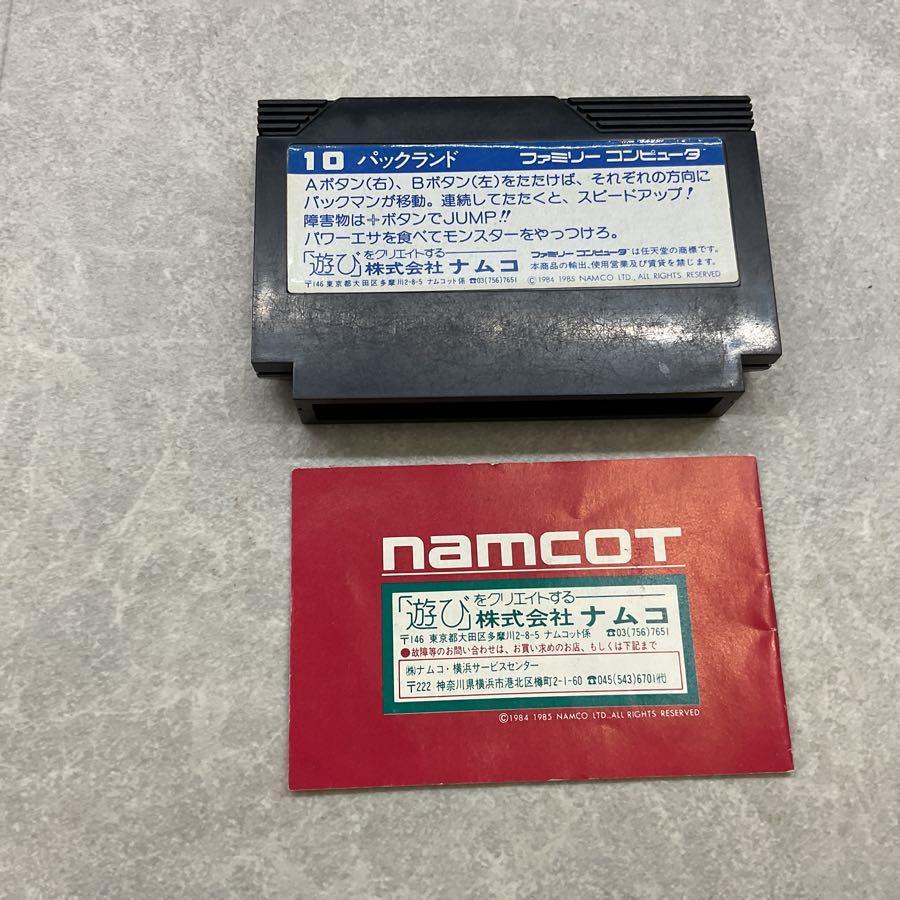 10 パックランド ファミリー コンピュータ
Aボタン(右)、Bボタン(左)をたたけば、それぞれの方向に
パックマンが移動。連続してたたくと、スピードアップ!
障害物は✛ボタンでJUMP!!
パワーエサを食べてモンスターをやっつけろ。
「遊び」をクリエイトする 株式会社 ナムコ
〒146 東京都大田区多摩川2-8-5 ナムコット係 ☎03(756)7651
ファミリー コンピュータ は任天堂の商標です。
本商品の輸出、使用営業及び賃貸を禁じます。
©1984 1985 NAMCO LTD., ALL RIGHTS RESERVED
namcoT
「遊び」をクリエイトする 株式会社 ナムコ
〒146 東京都大田区多摩川2-8-5 ナムコット係 ☎03(756)7651
●故障等のお問い合わせは、お買い求めのお店、もしくは下記まで
㈱ナムコ・横浜サービスセンター
〒222 神奈川県横浜市港北区樽町2-1-60 ☎045(543)6701㈹
©1984 1985 NAMCO LTD., ALL RIGHTS RESERVED